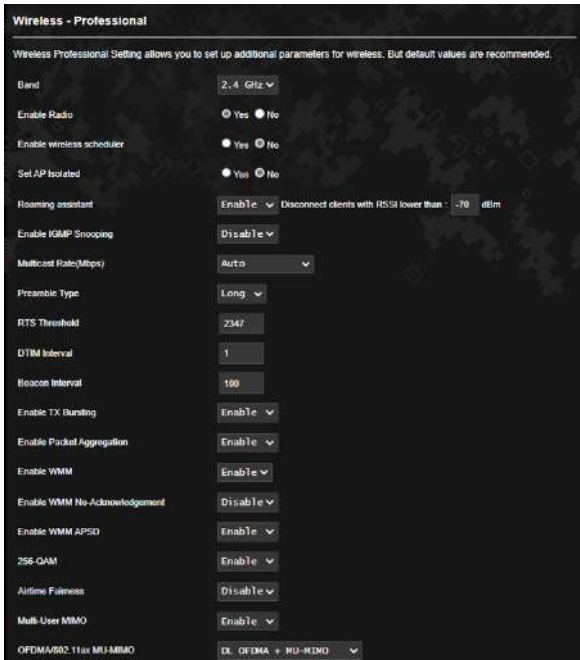 Wireless - Professional
Wireless Professional Setting allows you to set up additional parameters for wireless. But default values are recommended.
Band 2.4 GHz
Enable Radio Yes No
Enable wireless scheduler Yes No
Set AP Isolated Yes No
Roaming assistant Enable Disconnect clients with RSSI lower than : -70 dBm
Enable IGMP Snooping Disable
Multicast Rate(Mbps) Auto
Preamble Type Long
RTS Threshold 2347
DTIM Interval 1
Beacon Interval 100
Enable TX Bursting Enable
Enable Packet Aggregation Enable
Enable WMM Enable
Enable WMM No-Acknowledgement Disable
Enable WMM APSD Enable
256-QAM Enable
Airtime Fairness Disable
Multi-User MIMO Enable
OFDMA/802.11ax MU-MIMO DL OFDMA + MU-MIMO